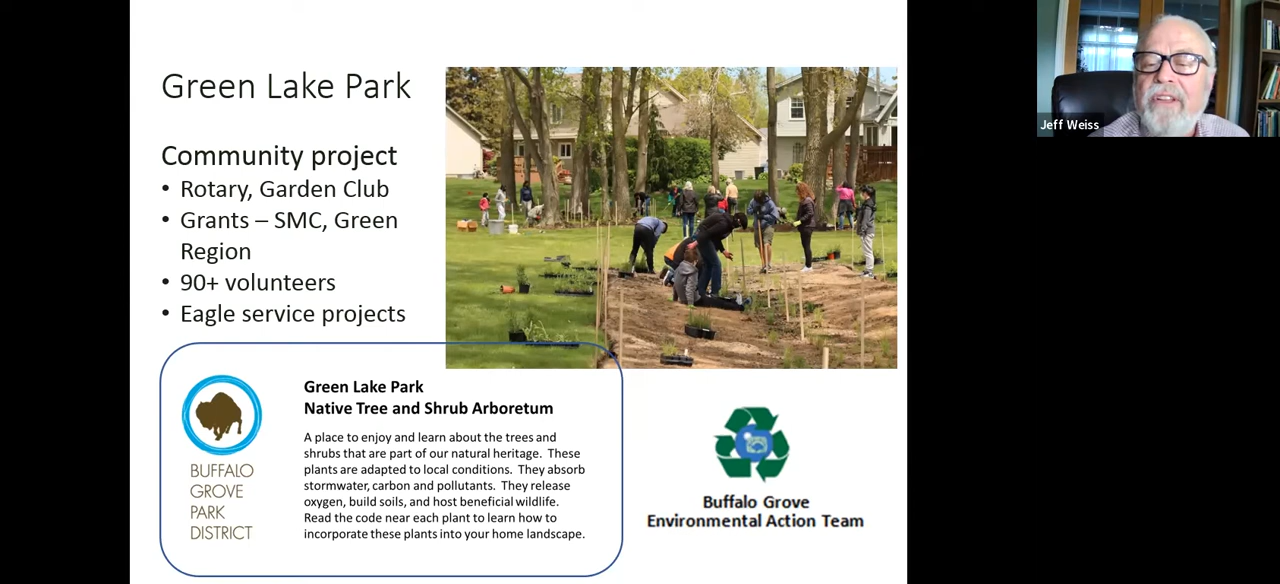 Green Lake Park
Community project
• Rotary, Garden Club
• Grants – SMC, Green
Region
• 90+ volunteers
• Eagle service projects
BUFFALO
GROVE
PARK
DISTRICT
Green Lake Park
Native Tree and Shrub Arboretum
A place to enjoy and learn about the trees and
shrubs that are part of our natural heritage. These
plants are adapted to local conditions. They absorb
stormwater, carbon and pollutants. They release
oxygen, build soils, and host beneficial wildlife.
Read the code near each plant to learn how to
incorporate these plants into your home landscape.
Buffalo Grove
Environmental Action Team
Jeff Weiss